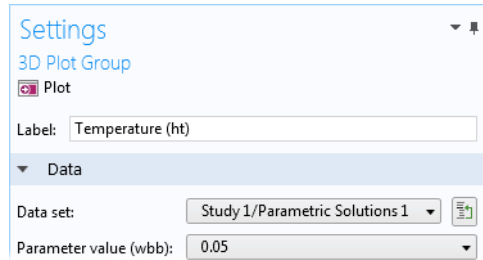 Settings
3D Plot Group
Plot
Label: Temperature (ht)
Data
Data set: Study 1/Parametric Solutions 1
Parameter value (wbb): 0.05